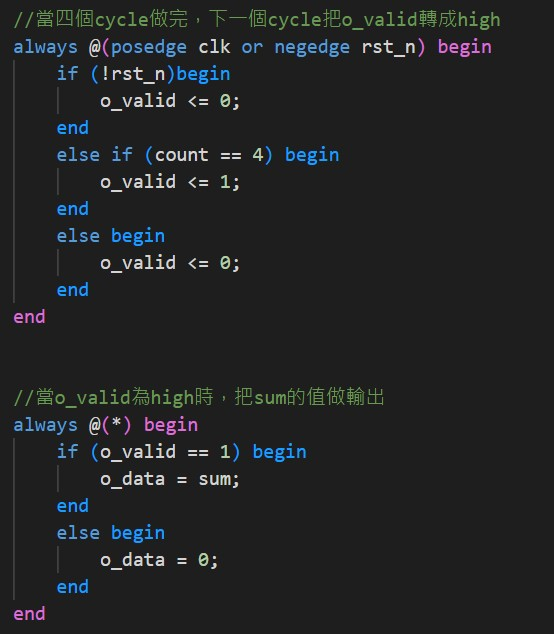 //當四個cycle做完，下一個cycle把o_valid轉成high
always @(posedge clk or negedge rst_n) begin
    if (!rst_n)begin
        o_valid <= 0;
    end
    else if (count == 4) begin
        o_valid <= 1;
    end
    else begin
        o_valid <= 0;
    end
end
//當o_valid為high時，把sum的值做輸出
always @(*) begin
    if (o_valid == 1) begin
        o_data = sum;
    end
    else begin
        o_data = 0;
    end
end